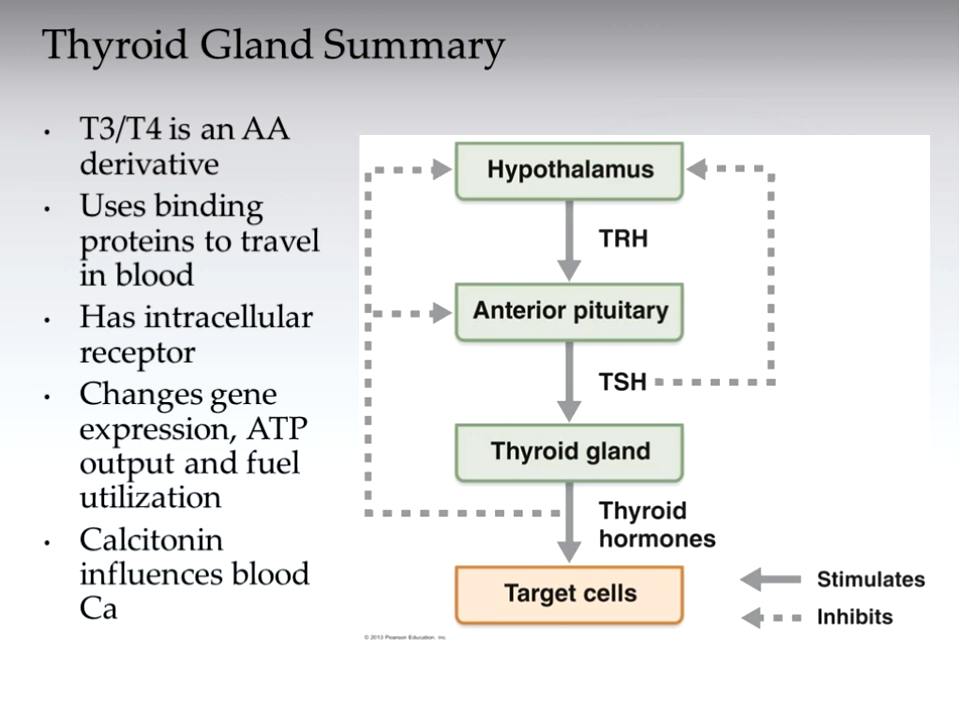 Thyroid Gland Summary
• T3/T4 is an AA
derivative
• Uses binding
proteins to travel
in blood
• Has intracellular
receptor
• Changes gene
expression, ATP
output and fuel
utilization
• Calcitonin
influences blood
Ca
Hypothalamus
TRH
Anterior pituitary
TSH
Thyroid gland
Thyroid
hormones
Target cells
Stimulates
Inhibits
© 2013 Pearson Education, Inc.